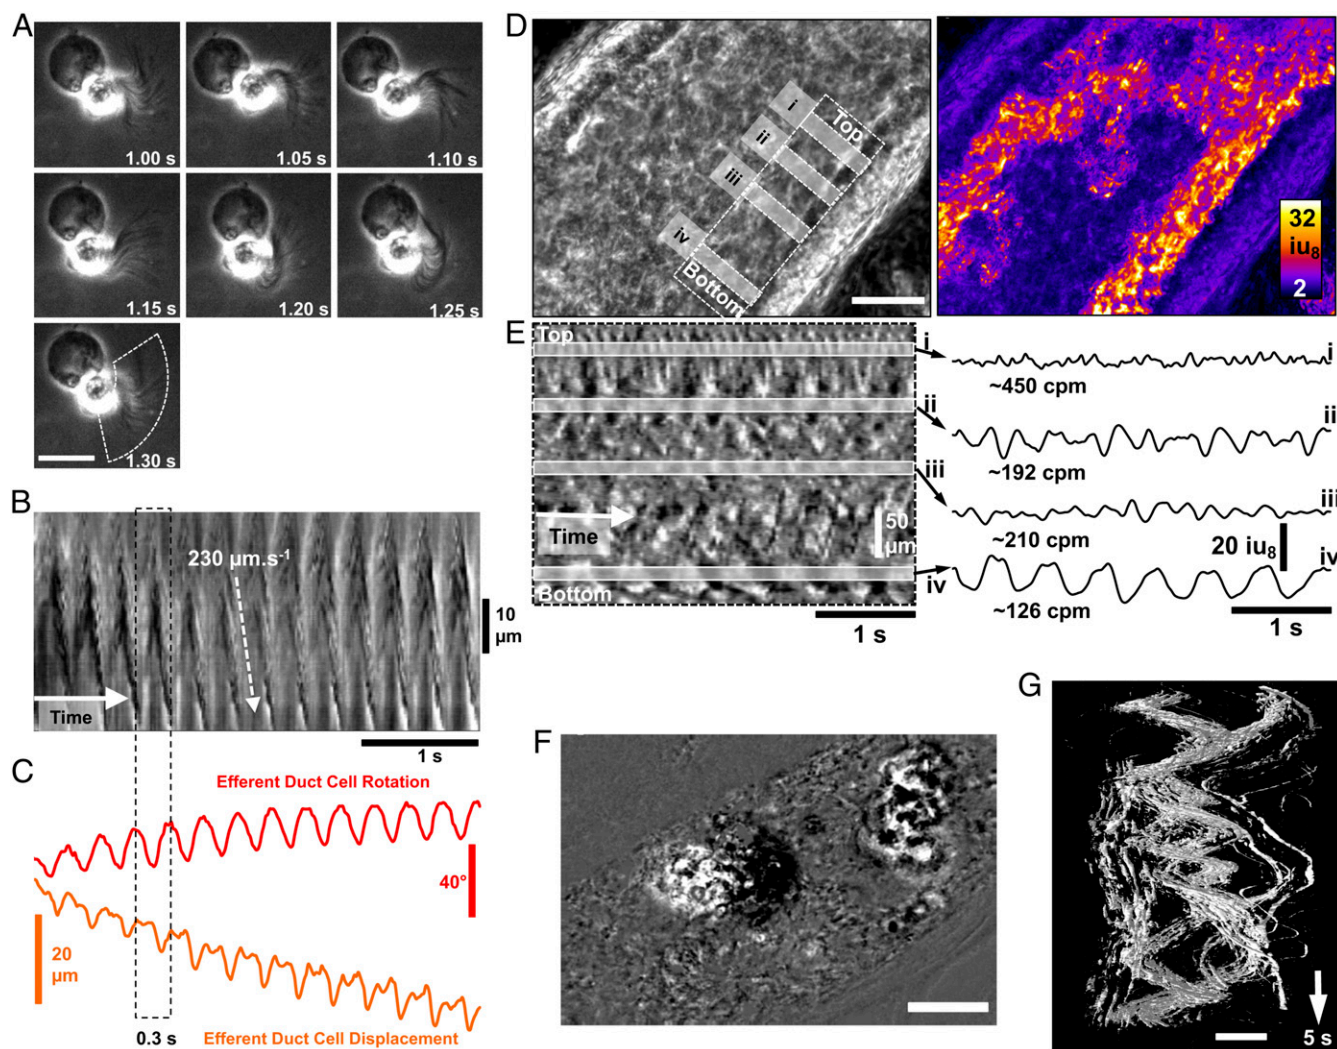 A
1.00 s
1.05 s
1.10 s
1.15 s
1.20 s
1.25 s
1.30 s
B
230 µm.s⁻¹
Time
10
µm
1 s
C
Efferent Duct Cell Rotation
40°
20
µm
0.3 s
Efferent Duct Cell Displacement
D
i
ii
iii
iv
Top
Bottom
32
iu₈
2
E
Top
i
ii
iii
iv
Time
50
µm
Bottom
1 s
i
~450 cpm
ii
~192 cpm
iii
~210 cpm
20 iu₈
iv
~126 cpm
1 s
F
G
5 s